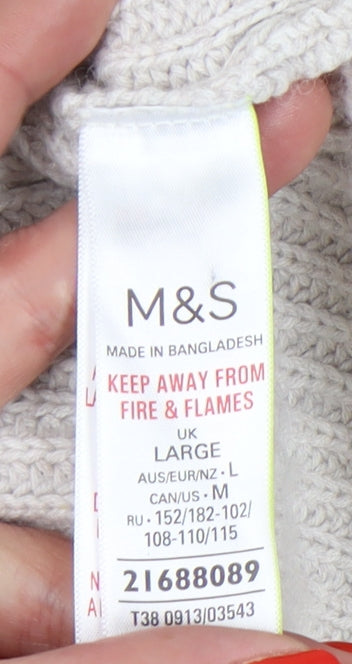 M&S
MADE IN BANGLADESH
KEEP AWAY FROM
FIRE & FLAMES
UK
LARGE
AUS/EUR/NZ · L
CAN/US · M
RU · 152/182-102/
108-110/115
21688089
T38 0913/03543